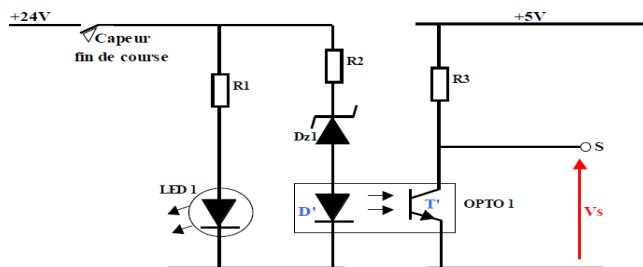 +24V
+5V
Capeur
fin de course
R1
R2
R3
Dz1
S
LED 1
D'
T'
OPTO 1
Vs